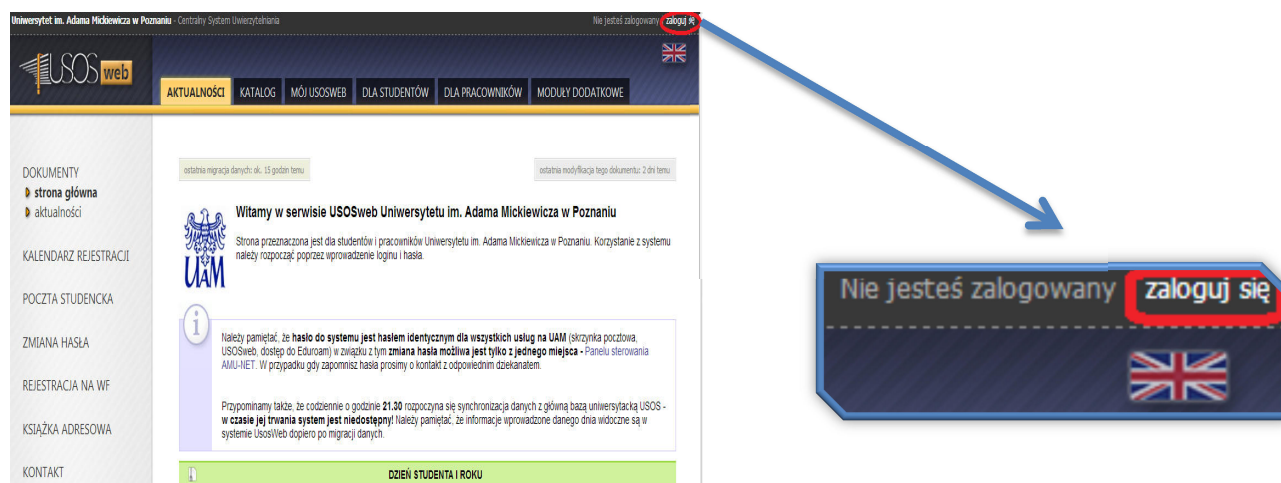 Uniwersytet im. Adama Mickiewicza w Poznaniu - Centralny System Uwierzytelniania
Nie jesteś zalogowany zaloguj się
USOS web
AKTUALNOŚCI KATALOG MÓJ USOSWEB DLA STUDENTÓW DLA PRACOWNIKÓW MODUŁY DODATKOWE
DOKUMENTY
strona główna
aktualności
KALENDARZ REJESTRACJI
POCZTA STUDENCKA
ZMIANA HASŁA
REJESTRACJA NA WF
KSIĄŻKA ADRESOWA
KONTAKT
ostatnia migracja danych: ok. 15 godzin temu
ostatnia modyfikacja tego dokumentu: 2 dni temu
UAM
Witamy w serwisie USOSweb Uniwersytetu im. Adama Mickiewicza w Poznaniu
Strona przeznaczona jest dla studentów i pracowników Uniwersytetu im. Adama Mickiewicza w Poznaniu. Korzystanie z systemu
należy rozpocząć poprzez wprowadzenie loginu i hasła.
i
Należy pamiętać, że hasło do systemu jest hasłem identycznym dla wszystkich usług na UAM (skrzynka pocztowa,
USOSweb, dostęp do Eduroam) w związku z tym zmiana hasła możliwa jest tylko z jednego miejsca - Panelu sterowania
AMU-NET. W przypadku gdy zapomnisz hasła prosimy o kontakt z odpowiednim dziekanatem.
Przypominamy także, że codziennie o godzinie 21.30 rozpoczyna się synchronizacja danych z główną bazą uniwersytacką USOS -
w czasie jej trwania system jest niedostępny! Należy pamiętać, że informacje wprowadzone danego dnia widoczne są w
systemie UsosWeb dopiero po migracji danych.
DZIEŃ STUDENTA I ROKU
Nie jesteś zalogowany zaloguj się